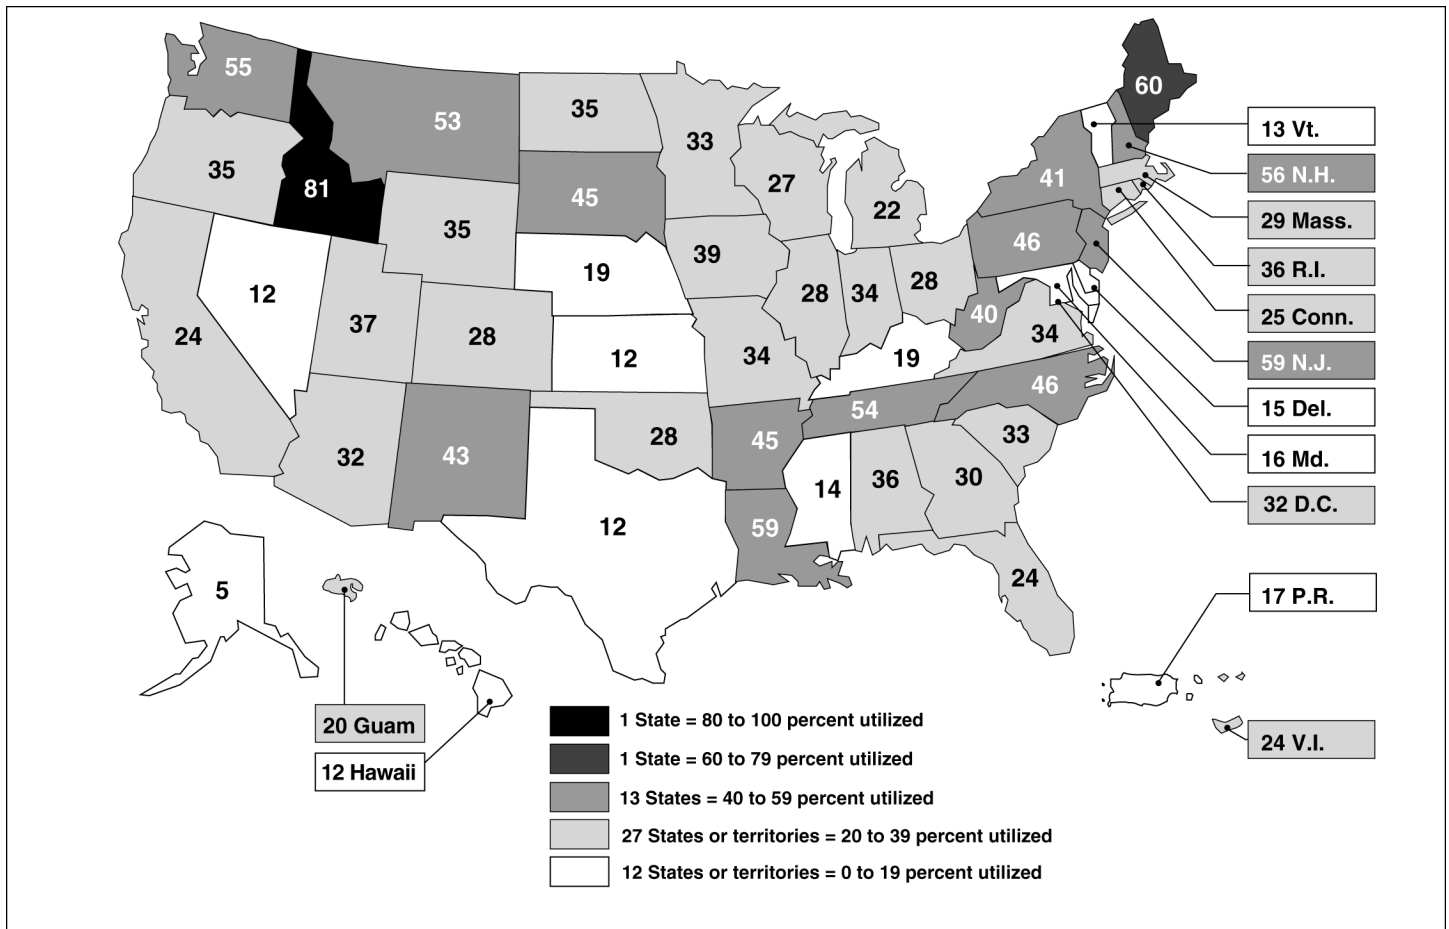 60
55
35
53
33
13 Vt.
35
81
45
27
22
41
56 N.H.
29 Mass.
35
39
46
36 R.I.
12
19
28
34
28
40
25 Conn.
24
37
28
12
34
19
34
59 N.J.
54
46
15 Del.
32
43
28
45
33
16 Md.
14
36
30
32 D.C.
12
59
5
24
17 P.R.
20 Guam
12 Hawaii
24 V.I.
1 State = 80 to 100 percent utilized
1 State = 60 to 79 percent utilized
13 States = 40 to 59 percent utilized
27 States or territories = 20 to 39 percent utilized
12 States or territories = 0 to 19 percent utilized